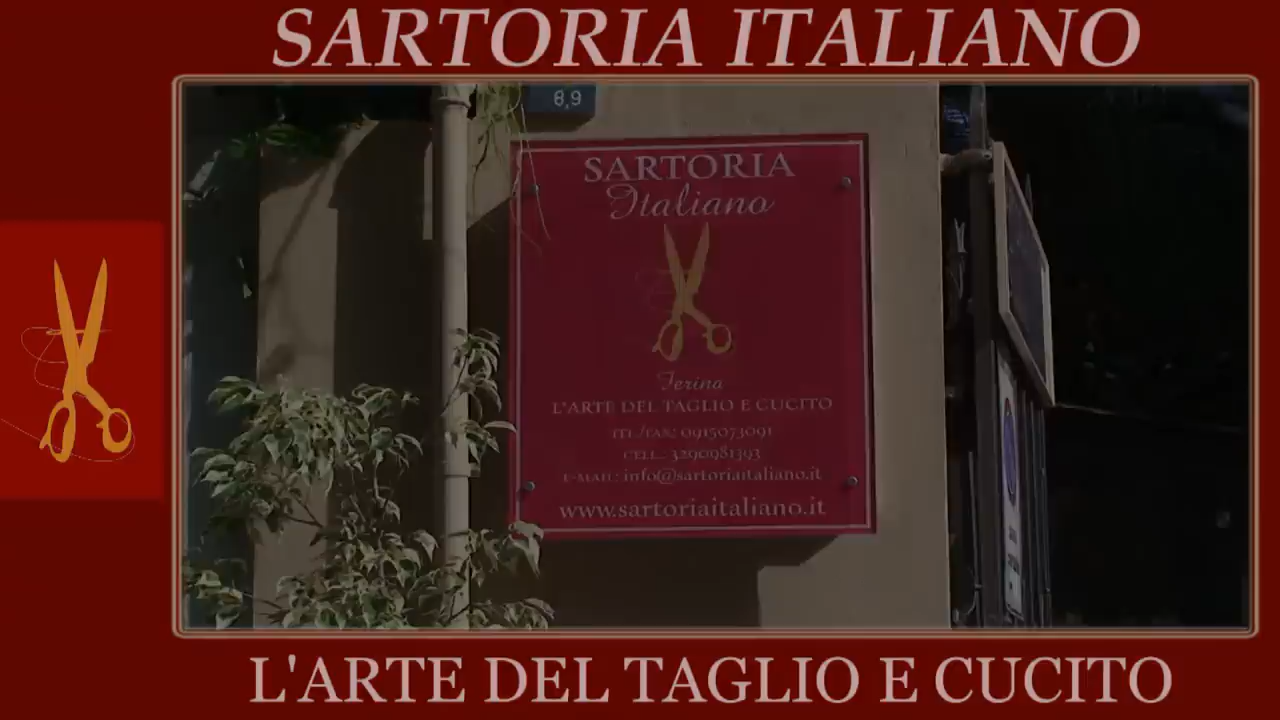 SARTORIA ITALIANO
8,9
SARTORIA
Italiano
Terina
L'ARTE DEL TAGLIO E CUCITO
TEL./FAX: 0915073091
CELL.: 3290981393
E-MAIL: info@sartoriaitaliano.it
www.sartoriaitaliano.it
L'ARTE DEL TAGLIO E CUCITO